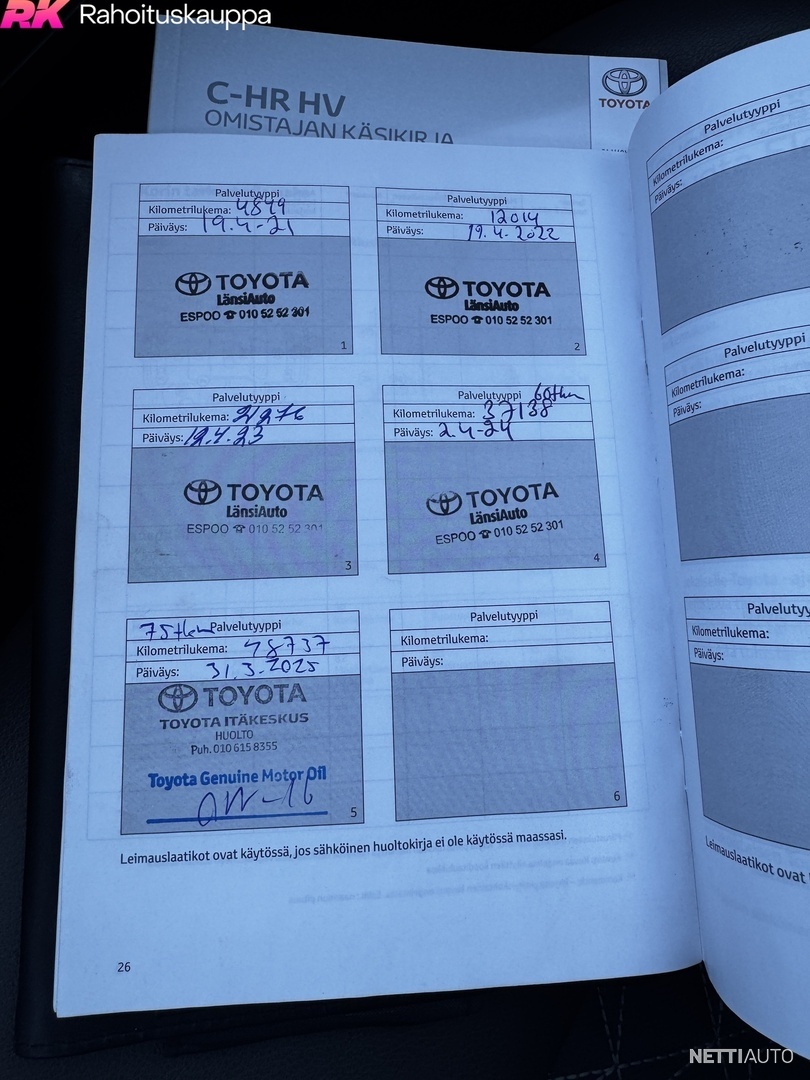 RK Rahoituskauppa
C-HR HV
OMISTAJAN KÄSIKIRJA
TOYOTA
Palvelutyyppi
Kilometrilukema: 4849
Päiväys: 19.4-21
TOYOTA
LänsiAuto
ESPOO ☎ 010 52 52 301
1
Palvelutyyppi
Kilometrilukema: 12014
Päiväys: 19.4.2022
TOYOTA
LänsiAuto
ESPOO ☎ 010 52 52 301
2
Palvelutyyppi
Kilometrilukema:
Päiväys: 12.4.23
TOYOTA
LänsiAuto
ESPOO ☎ 010 52 52 301
3
Palvelutyyppi 60tkm
Kilometrilukema: 37138
Päiväys: 2.4-24
TOYOTA
LänsiAuto
ESPOO ☎ 010 52 52 301
4
75tkm Palvelutyyppi
Kilometrilukema: 48737
Päiväys: 31.3.2025
TOYOTA
TOYOTA ITÄKESKUS
HUOLTO
Puh. 010 615 8355
Toyota Genuine Motor Oil
0W-16
5
Palvelutyyppi
Kilometrilukema:
Päiväys:
6
Leimauslaatikot ovat käytössä, jos sähköinen huoltokirja ei ole käytössä maassasi.
26
Palvelutyyppi
Kilometrilukema:
Päiväys:
Palvelutyyppi
Kilometrilukema:
Päiväys:
Palvelutyy
Kilometrilukema:
Päiväys:
Leimauslaatikot ovat
NETTIAUTO